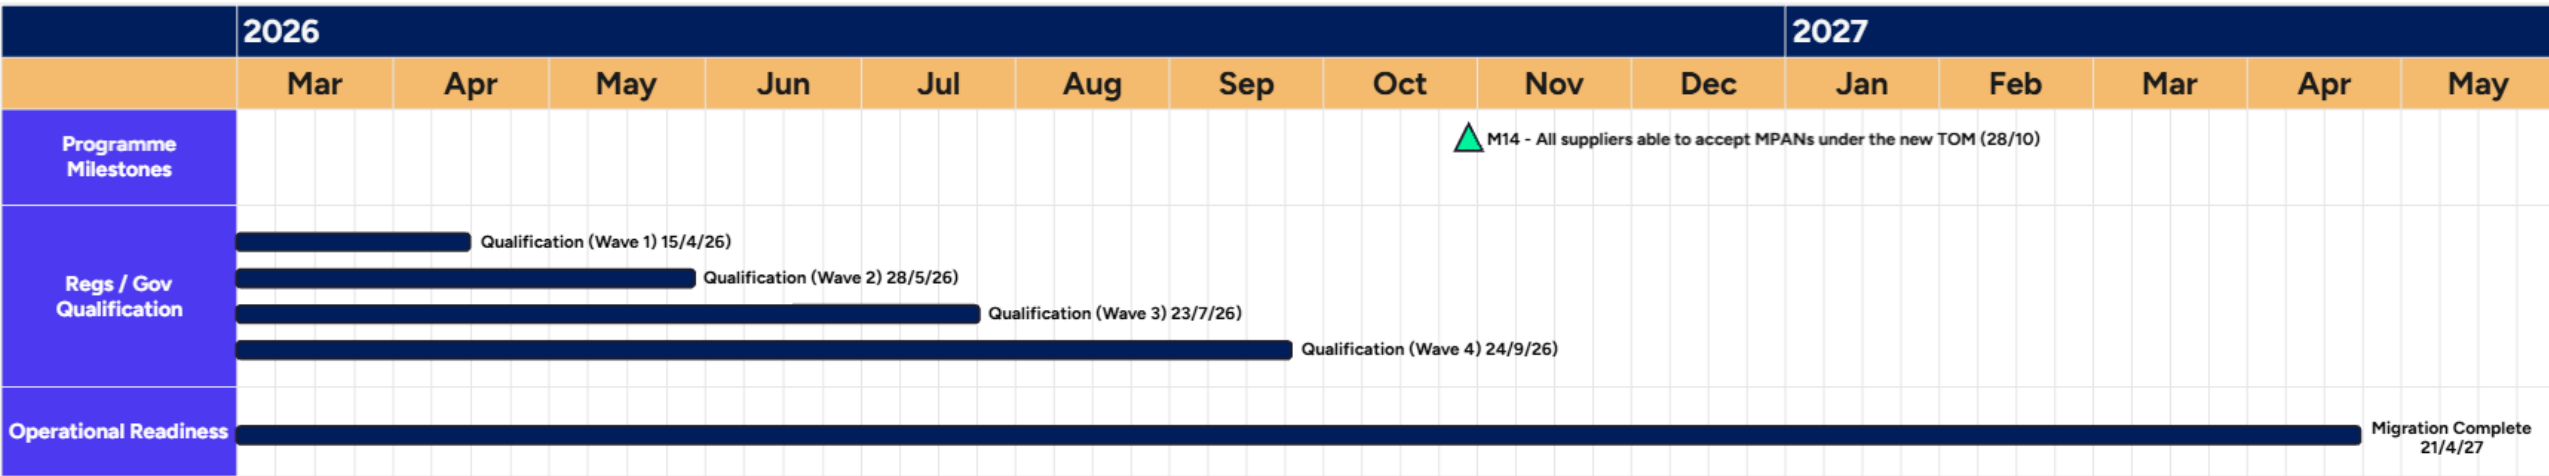 2026
2027
Mar
Apr
May
Jun
Jul
Aug
Sep
Oct
Nov
Dec
Jan
Feb
Mar
Apr
May
Programme
Milestones
M14 - All suppliers able to accept MPANs under the new TOM (28/10)
Regs / Gov
Qualification
Qualification (Wave 1) 15/4/26)
Qualification (Wave 2) 28/5/26)
Qualification (Wave 3) 23/7/26)
Qualification (Wave 4) 24/9/26)
Operational Readiness
Migration Complete
21/4/27